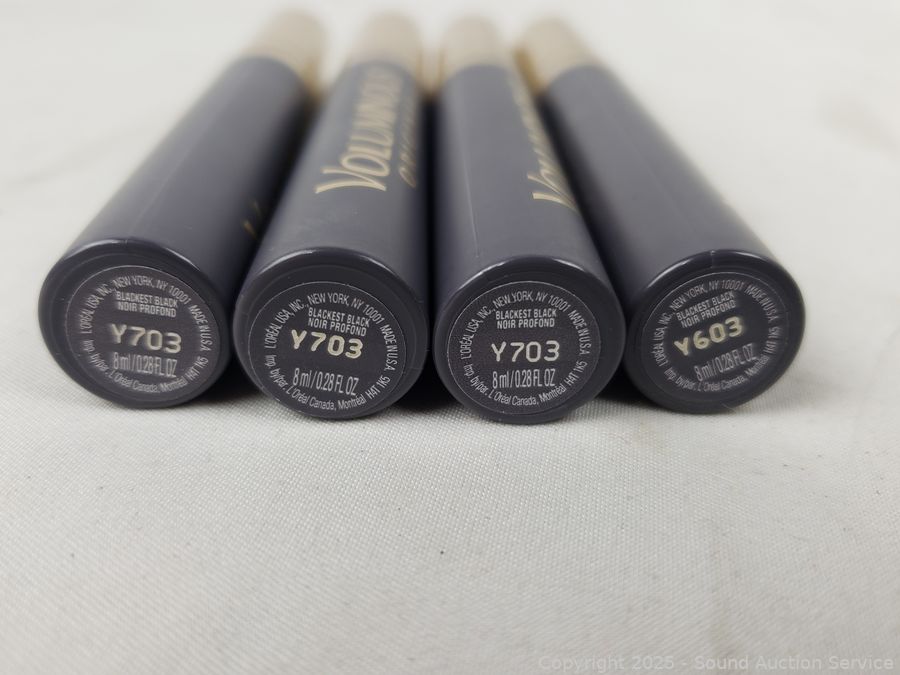 VOLUMINOUS
L'ORÉAL USA, INC., NEW YORK, NY 10001 MADE IN U.S.A.
BLACKEST BLACK
NOIR PROFOND
Y703
8 ml / 0.28 FL OZ
Imp. by/par. L'Oréal Canada, Montréal H4T 1K5
L'ORÉAL USA, INC., NEW YORK, NY 10001 MADE IN U.S.A.
BLACKEST BLACK
NOIR PROFOND
Y703
8 ml / 0.28 FL OZ
Imp. by/par. L'Oréal Canada, Montréal H4T 1K5
L'ORÉAL USA, INC., NEW YORK, NY 10001 MADE IN U.S.A.
BLACKEST BLACK
NOIR PROFOND
Y703
8 ml / 0.28 FL OZ
Imp. by/par. L'Oréal Canada, Montréal H4T 1K5
L'ORÉAL USA, INC., NEW YORK, NY 10001 MADE IN U.S.A.
BLACKEST BLACK
NOIR PROFOND
Y603
8 ml / 0.28 FL OZ
Imp. by/par. L'Oréal Canada, Montréal H4T 1K5
Copyright 2025 - Sound Auction Service